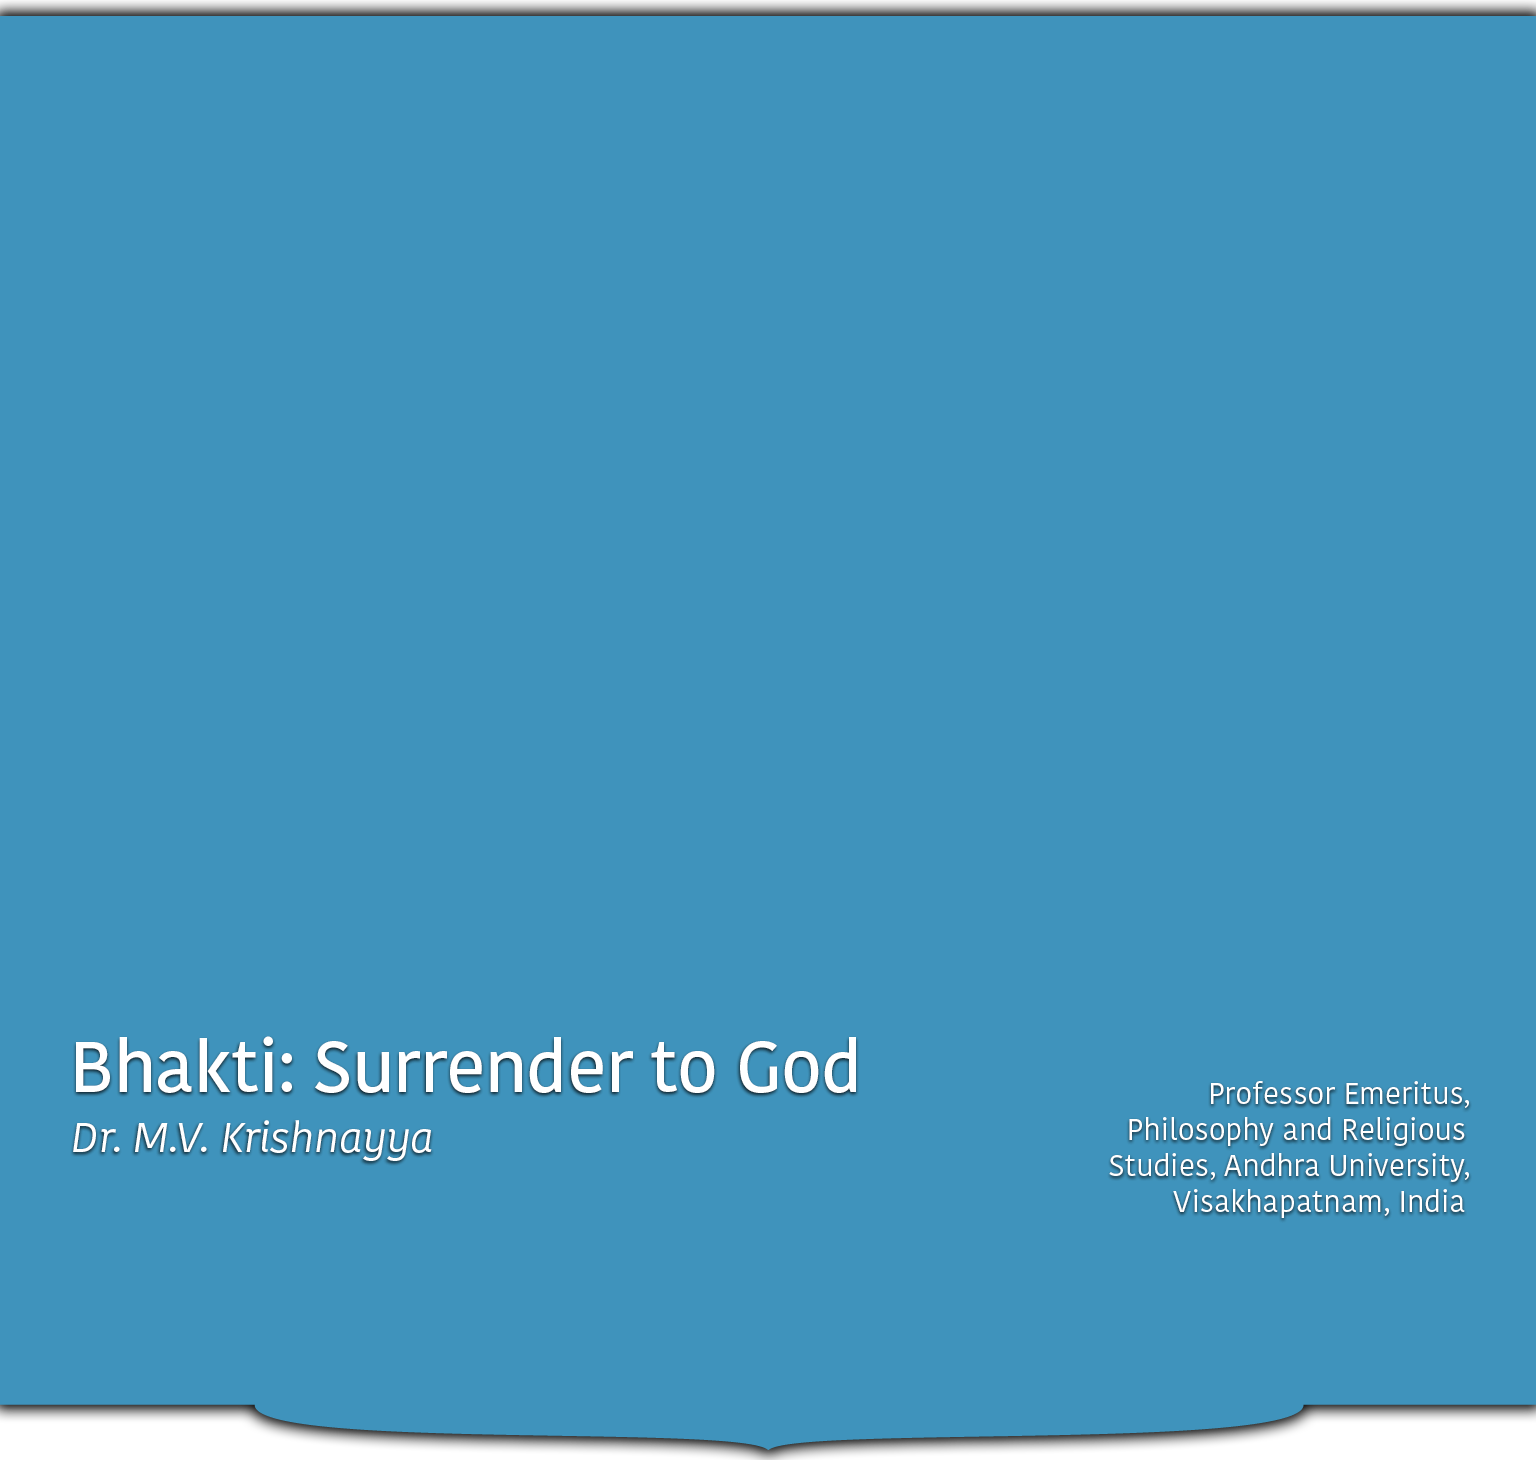 Bhakti: Surrender to God
Dr. M.V. Krishnayya
Professor Emeritus,
Philosophy and Religious
Studies, Andhra University,
Visakhapatnam, India